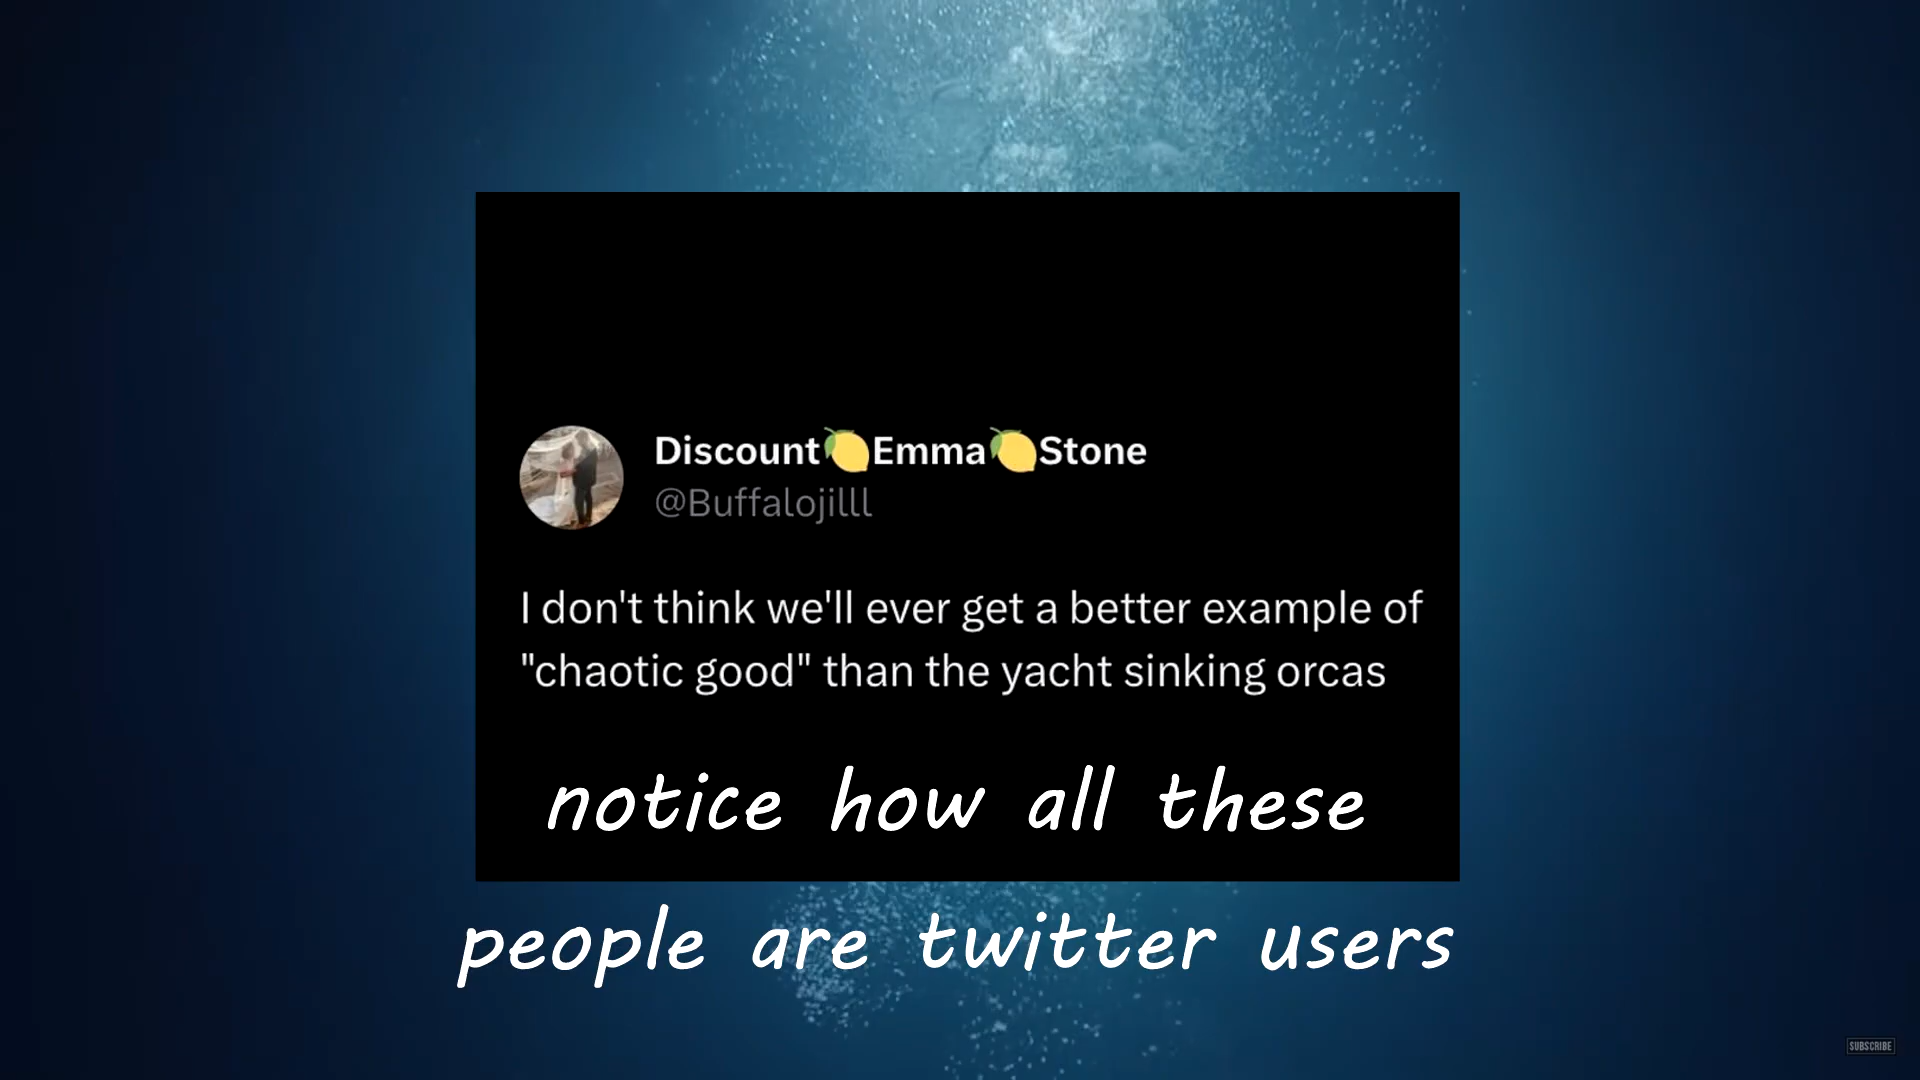 Discount🍋Emma🍋Stone
@Buffalojilll
I don't think we'll ever get a better example of
"chaotic good" than the yacht sinking orcas
notice how all these
people are twitter users
SUBSCRIBE